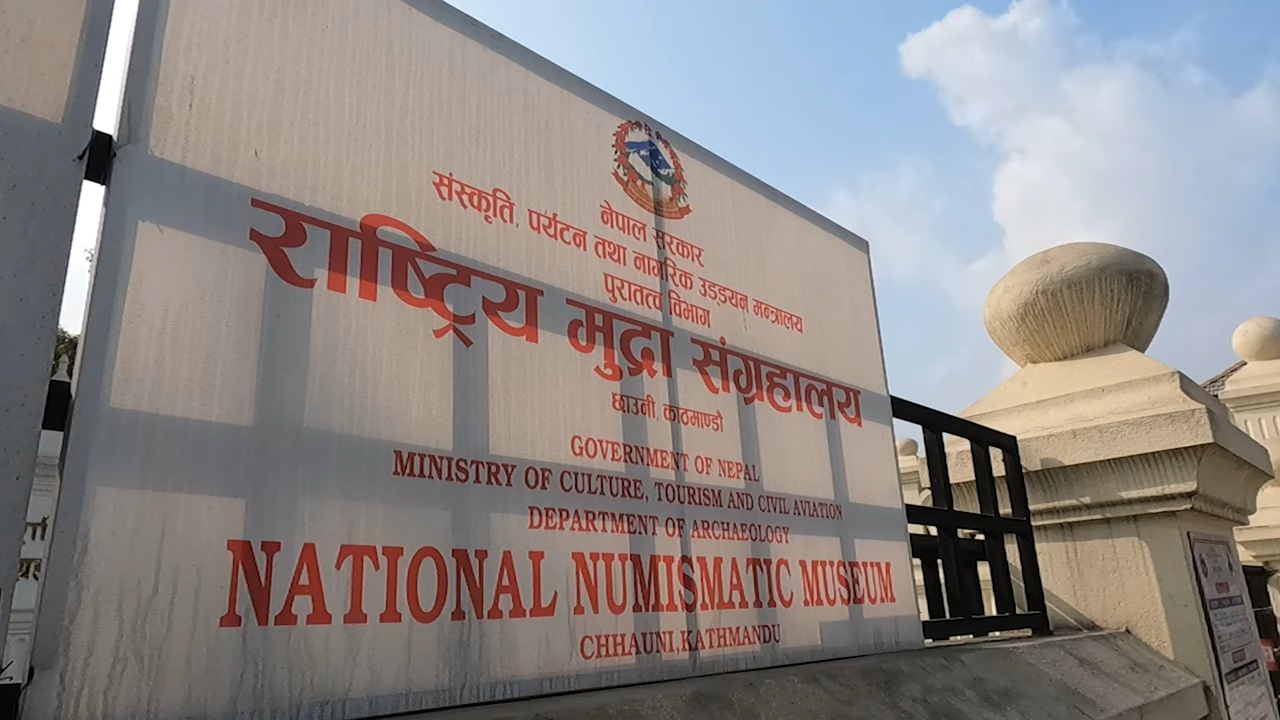 नेपाल सरकार
संस्कृति, पर्यटन तथा नागरिक उड्डयन मन्त्रालय
पुरातत्व विभाग
राष्ट्रिय मुद्रा संग्रहालय
छाउनी, काठमाण्डौ
GOVERNMENT OF NEPAL
MINISTRY OF CULTURE, TOURISM AND CIVIL AVIATION
DEPARTMENT OF ARCHAEOLOGY
NATIONAL NUMISMATIC MUSEUM
CHHAUNI,KATHMANDU